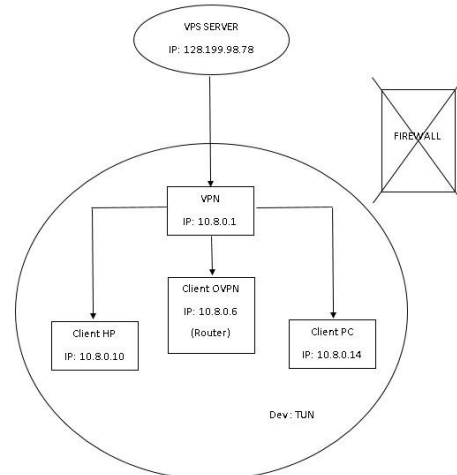 VPS SERVER
IP: 128.199.98.78
FIREWALL
VPN
IP: 10.8.0.1
Client OVPN
IP: 10.8.0.6
(Router)
Client HP
IP: 10.8.0.10
Client PC
IP: 10.8.0.14
Dev: TUN